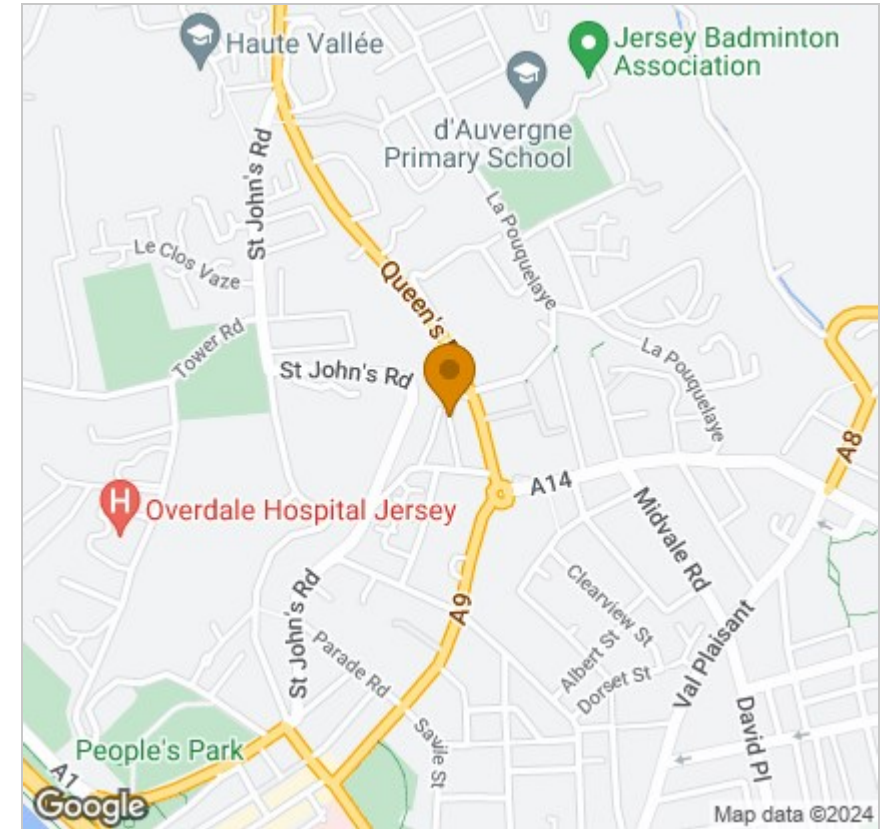 Haute Vallée
Jersey Badminton
Association
d'Auvergne
Primary School
St John's Rd
La Pouquelaye
Le Clos Vaze
Queen's
Tower Rd
St John's Rd
La Pouquelaye
A8
H
Overdale Hospital Jersey
A14
Midvale Rd
Clearview St
A9
St John's Rd
Albert St
Val Plaisant
Parade Rd
Dorset St
David Pl
Savile St
People's Park
A1
Google
Map data ©2024